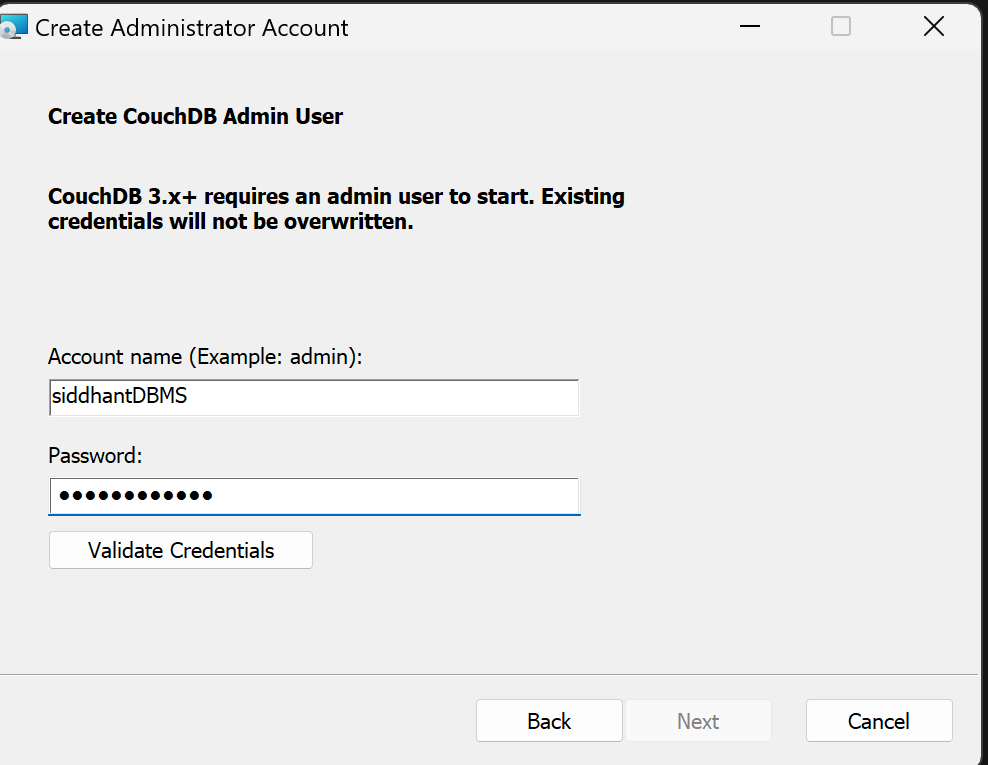 Create Administrator Account
Create CouchDB Admin User
CouchDB 3.x+ requires an admin user to start. Existing
credentials will not be overwritten.
Account name (Example: admin):
siddhantDBMS
Password:
●●●●●●●●●●●●
Validate Credentials
Back
Next
Cancel